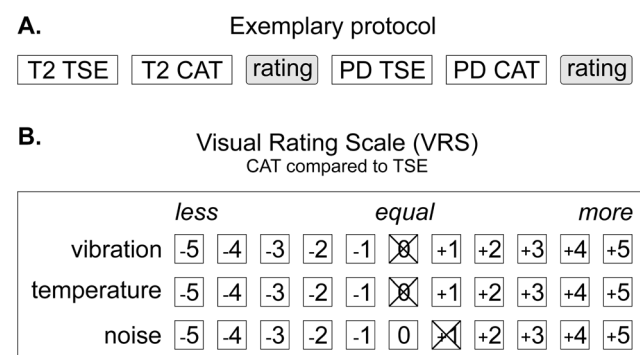 A. Exemplary protocol
T2 TSE T2 CAT rating PD TSE PD CAT rating
B. Visual Rating Scale (VRS)
CAT compared to TSE
less equal more
vibration -5 -4 -3 -2 -1 0 +1 +2 +3 +4 +5
temperature -5 -4 -3 -2 -1 0 +1 +2 +3 +4 +5
noise -5 -4 -3 -2 -1 0 +1 +2 +3 +4 +5